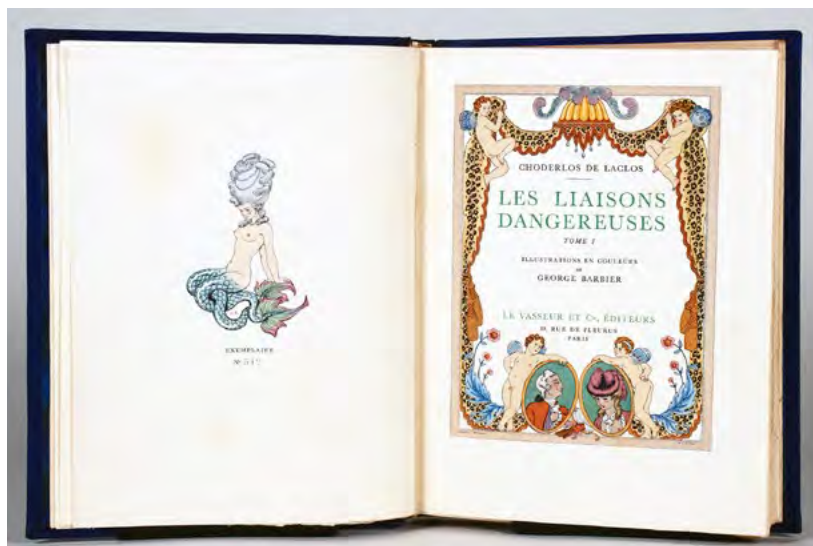 EXEMPLAIRE
CHODERLOS DE LACLOS
LES LIAISONS
DANGEREUSES
TOME I
ILLUSTRATIONS EN COULEURS
DE
GEORGE BARBIER
LE VASSEUR ET Cie, ÉDITEURS
33, RUE DE FLEURUS
PARIS